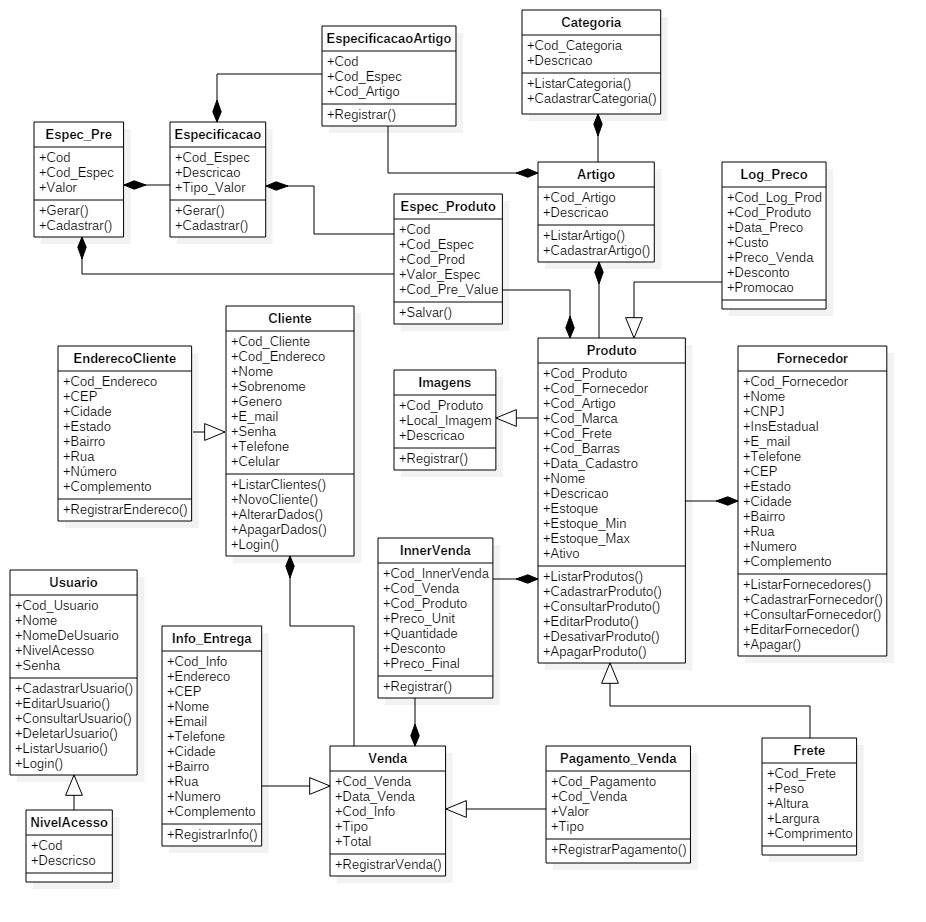 Categoria
+Cod_Categoria
+Descricao
+ListarCategoria()
+CadastrarCategoria()
EspecificacaoArtigo
+Cod
+Cod_Espec
+Cod_Artigo
+Registrar()
Espec_Pre
+Cod
+Cod_Espec
+Valor
+Gerar()
+Cadastrar()
Especificacao
+Cod_Espec
+Descricao
+Tipo_Valor
+Gerar()
+Cadastrar()
Artigo
+Cod_Artigo
+Descricao
+ListarArtigo()
+CadastrarArtigo()
Log_Preco
+Cod_Log_Prod
+Cod_Produto
+Data_Preco
+Custo
+Preco_Venda
+Desconto
+Promocao
Espec_Produto
+Cod
+Cod_Espec
+Cod_Prod
+Valor_Espec
+Cod_Pre_Value
+Salvar()
Cliente
+Cod_Cliente
+Cod_Endereco
+Nome
+Sobrenome
+Genero
+E_mail
+Senha
+Telefone
+Celular
+ListarClientes()
+NovoCliente()
+AlterarDados()
+ApagarDados()
+Login()
EnderecoCliente
+Cod_Endereco
+CEP
+Cidade
+Estado
+Bairro
+Rua
+Número
+Complemento
+RegistrarEndereco()
Imagens
+Cod_Produto
+Local_Imagem
+Descricao
+Registrar()
Produto
+Cod_Produto
+Cod_Fornecedor
+Cod_Artigo
+Cod_Marca
+Cod_Frete
+Cod_Barras
+Data_Cadastro
+Nome
+Descricao
+Estoque
+Estoque_Min
+Estoque_Max
+Ativo
+ListarProdutos()
+CadastrarProduto()
+ConsultarProduto()
+EditarProduto()
+DesativarProduto()
+ApagarProduto()
Fornecedor
+Cod_Fornecedor
+Nome
+CNPJ
+InsEstadual
+E_mail
+Telefone
+CEP
+Estado
+Cidade
+Bairro
+Rua
+Numero
+Complemento
+ListarFornecedores()
+CadastrarFornecedor()
+ConsultarFornecedor()
+EditarFornecedor()
+Apagar()
InnerVenda
+Cod_InnerVenda
+Cod_Venda
+Cod_Produto
+Preco_Unit
+Quantidade
+Desconto
+Preco_Final
+Registrar()
Usuario
+Cod_Usuario
+Nome
+NomeDeUsuario
+NivelAcesso
+Senha
+CadastrarUsuario()
+EditarUsuario()
+ConsultarUsuario()
+DeletarUsuario()
+ListarUsuario()
+Login()
Info_Entrega
+Cod_Info
+Endereco
+CEP
+Nome
+Email
+Telefone
+Cidade
+Bairro
+Rua
+Numero
+Complemento
+RegistrarInfo()
Venda
+Cod_Venda
+Data_Venda
+Cod_Info
+Tipo
+Total
+RegistrarVenda()
Pagamento_Venda
+Cod_Pagamento
+Cod_Venda
+Valor
+Tipo
+RegistrarPagamento()
Frete
+Cod_Frete
+Peso
+Altura
+Largura
+Comprimento
NivelAcesso
+Cod
+Descricso